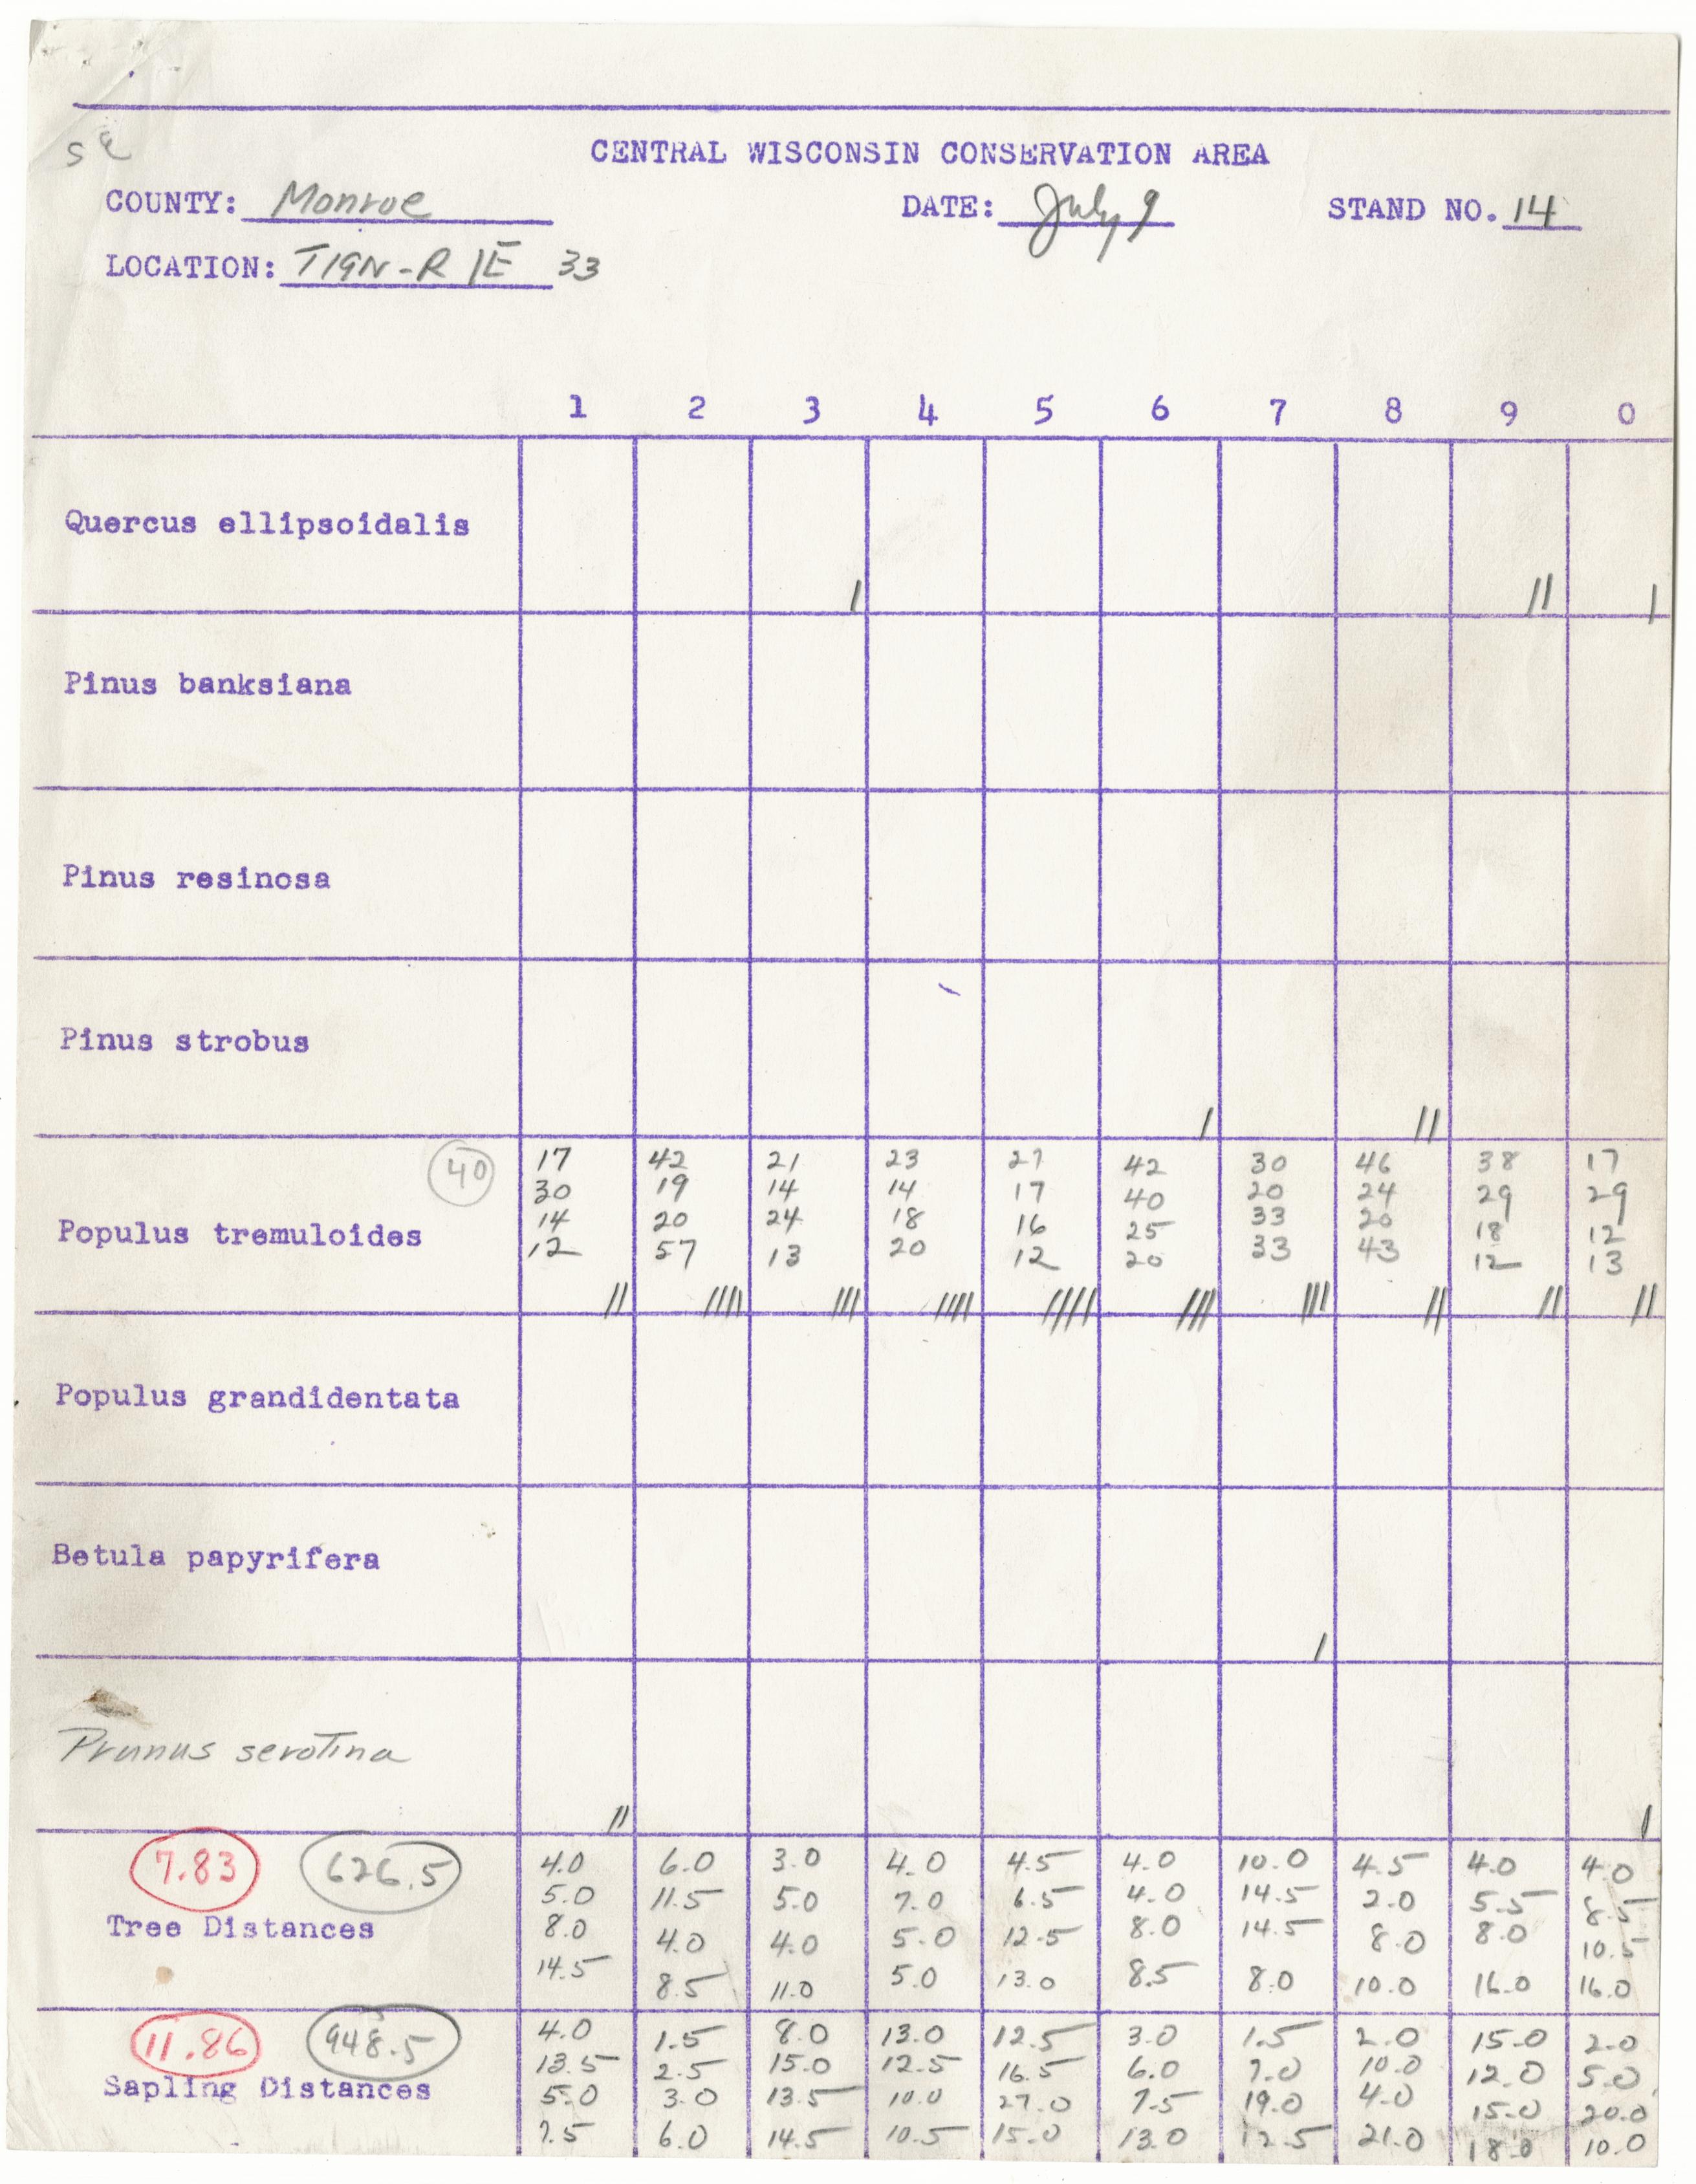 SE
CENTRAL WISCONSIN CONSERVATION AREA
COUNTY: Monroe DATE: July 9 STAND NO. 14
LOCATION: T19N-R1E 33
1 2 3 4 5 6 7 8 9 0
Quercus ellipsoidalis
| || |
Pinus banksiana
Pinus resinosa
Pinus strobus
| ||
40 17 42 21 23 27 42 30 46 38 17
30 19 14 14 17 40 20 24 29 29
14 20 24 18 16 25 33 20 18 12
Populus tremuloides
12 57 13 20 12 20 33 43 12 13
|| |||| ||| |||| |||| ||| ||| || || ||
Populus grandidentata
Betula papyrifera
|
Prunus serotina
|| |
7.83 626.5 4.0 6.0 3.0 4.0 4.5 4.0 10.0 4.5 4.0 4.0
5.0 11.5 5.0 7.0 6.5 4.0 14.5 2.0 5.5 8.5
Tree Distances 8.0 4.0 4.0 5.0 12.5 8.0 14.5 8.0 8.0 10.5
14.5 8.5 11.0 5.0 13.0 8.5 8.0 10.0 16.0 16.0
11.86 948.5 4.0 1.5 8.0 13.0 12.5 3.0 1.5 2.0 15.0 2.0
13.5 2.5 15.0 12.5 16.5 6.0 7.0 10.0 12.0 5.0
Sapling Distances 5.0 3.0 13.5 10.0 27.0 7.5 19.0 4.0 15.0 20.0
7.5 6.0 14.5 10.5 15.0 13.0 12.5 21.0 18.0 10.0